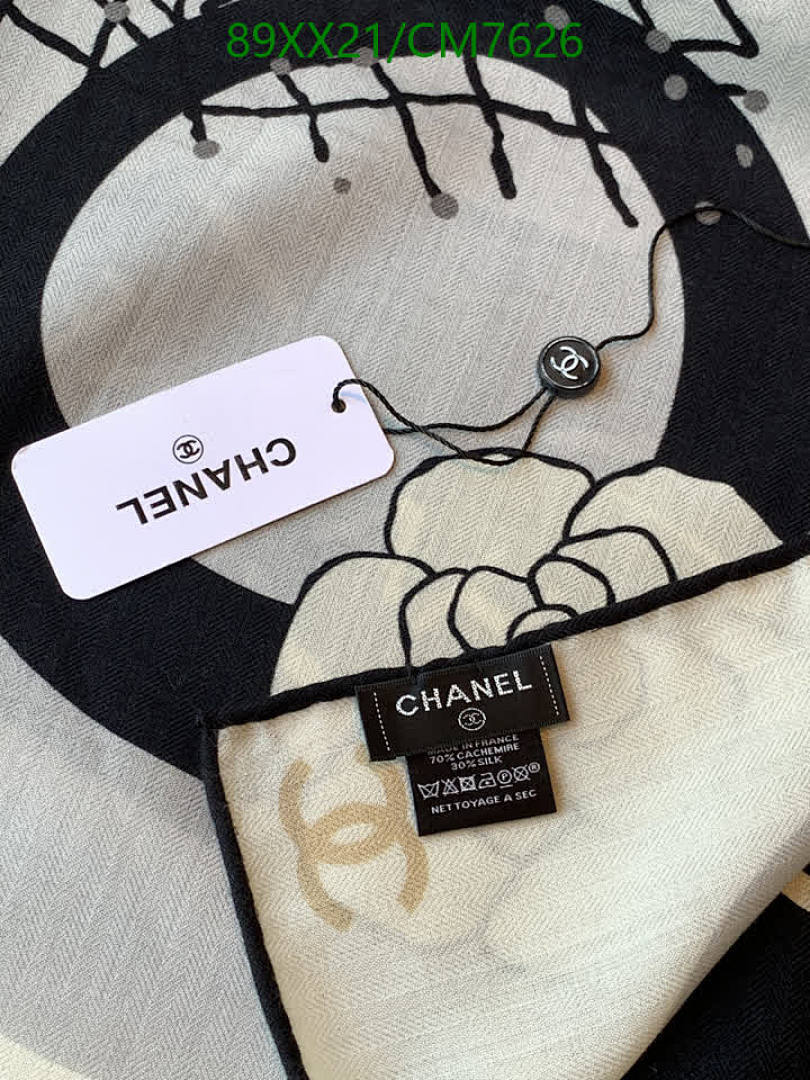 89XX21/CM7626
CHANEL
CHANEL
MADE IN FRANCE
70% CACHEMIRE
30% SILK
NETTOYAGE A SEC